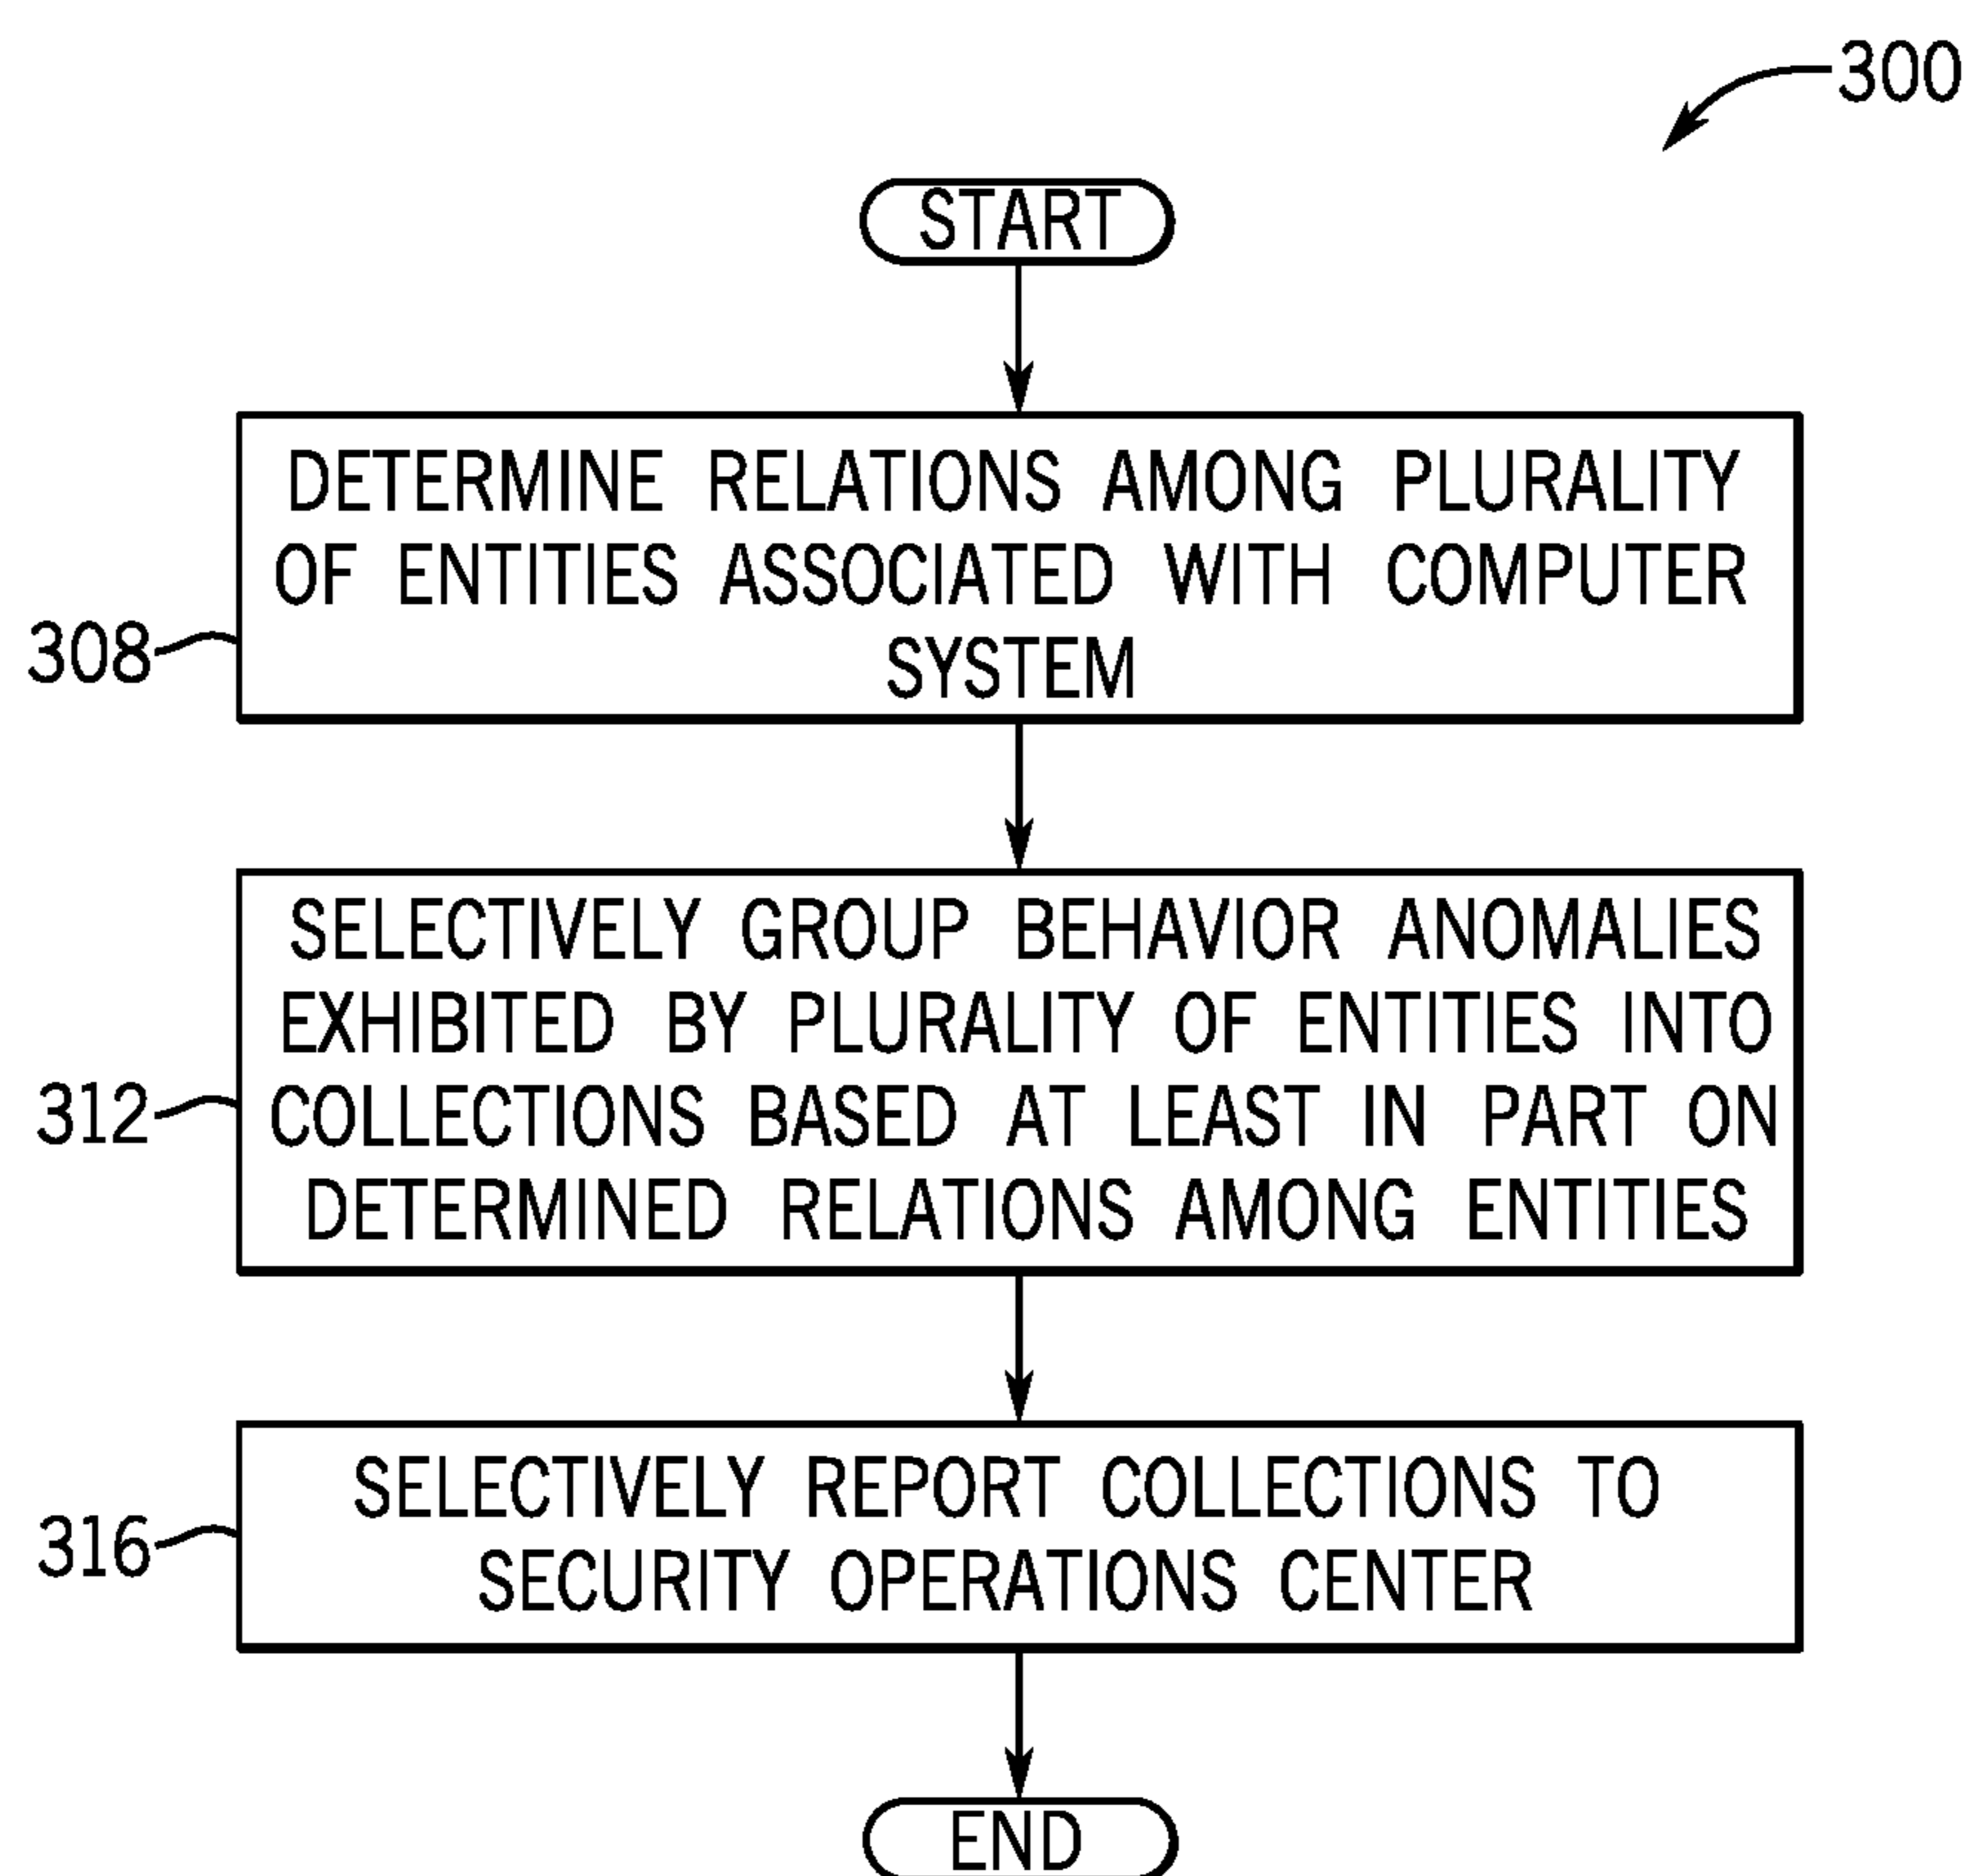 300
START
DETERMINE RELATIONS AMONG PLURALITY
OF ENTITIES ASSOCIATED WITH COMPUTER
SYSTEM
308
SELECTIVELY GROUP BEHAVIOR ANOMALIES
EXHIBITED BY PLURALITY OF ENTITIES INTO
COLLECTIONS BASED AT LEAST IN PART ON
DETERMINED RELATIONS AMONG ENTITIES
312
SELECTIVELY REPORT COLLECTIONS TO
SECURITY OPERATIONS CENTER
316
END